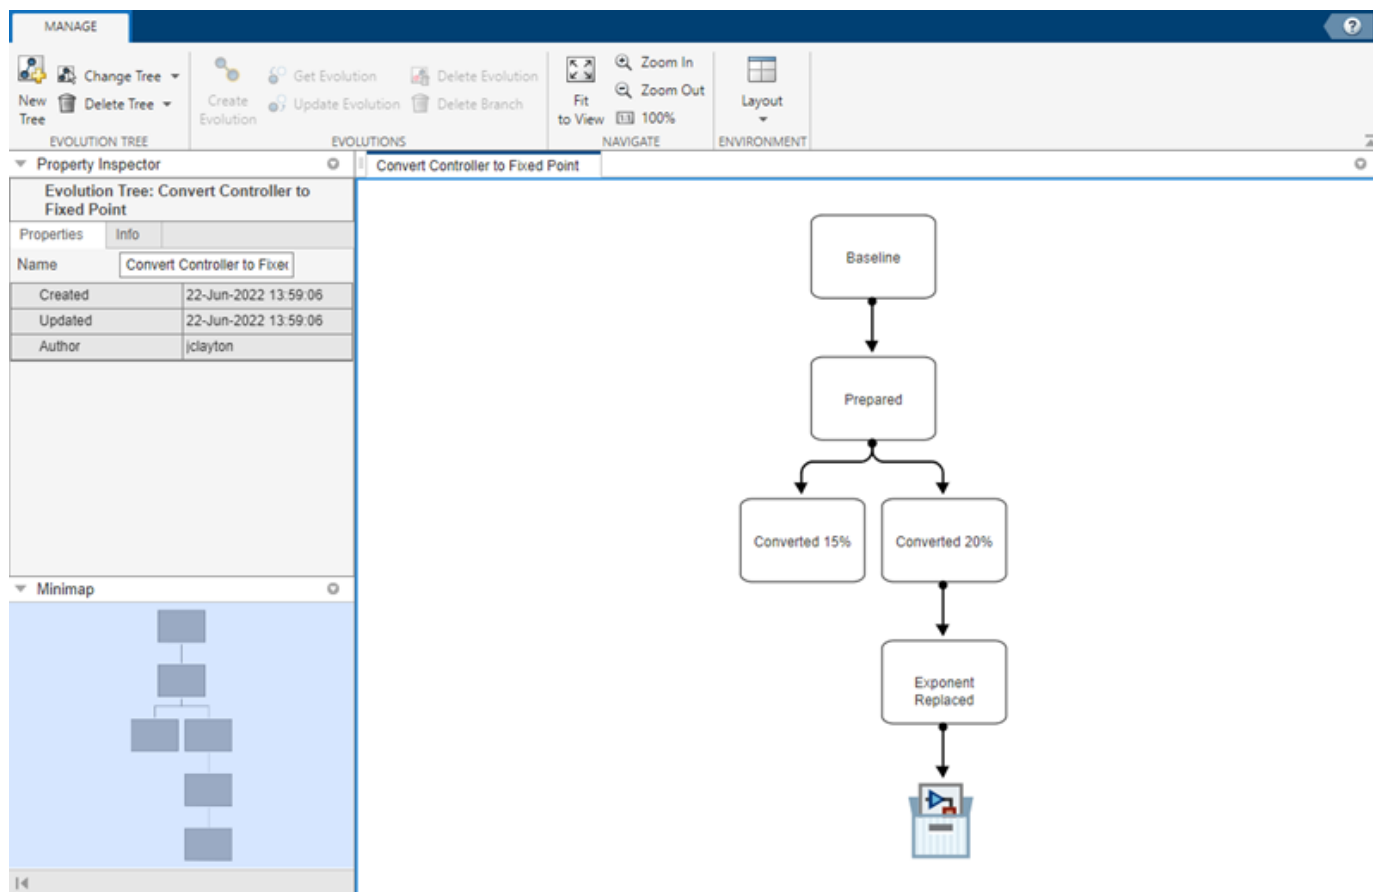 MANAGE
?
New
Tree
Change Tree
Delete Tree
EVOLUTION TREE
Create
Evolution
Get Evolution
Update Evolution
Delete Evolution
Delete Branch
EVOLUTIONS
Fit
to View
Zoom In
Zoom Out
1:1 100%
NAVIGATE
Layout
ENVIRONMENT
Property Inspector
Convert Controller to Fixed Point
Evolution Tree: Convert Controller to
Fixed Point
Properties Info
Name Convert Controller to Fixed
Created 22-Jun-2022 13:59:06
Updated 22-Jun-2022 13:59:06
Author jclayton
Minimap
Baseline
Prepared
Converted 15%
Converted 20%
Exponent
Replaced